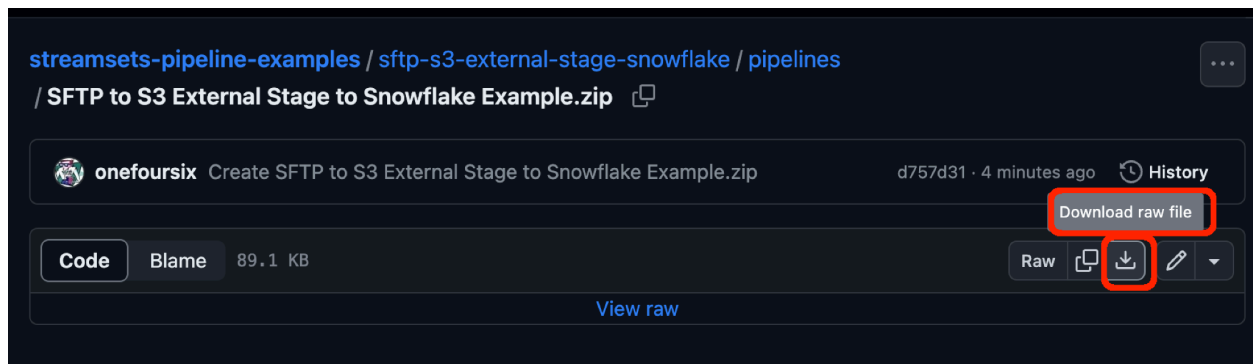 streamsets-pipeline-examples / sftp-s3-external-stage-snowflake / pipelines
/ SFTP to S3 External Stage to Snowflake Example.zip
onefoursix Create SFTP to S3 External Stage to Snowflake Example.zip d757d31 · 4 minutes ago History
Download raw file
Code Blame 89.1 KB Raw
View raw